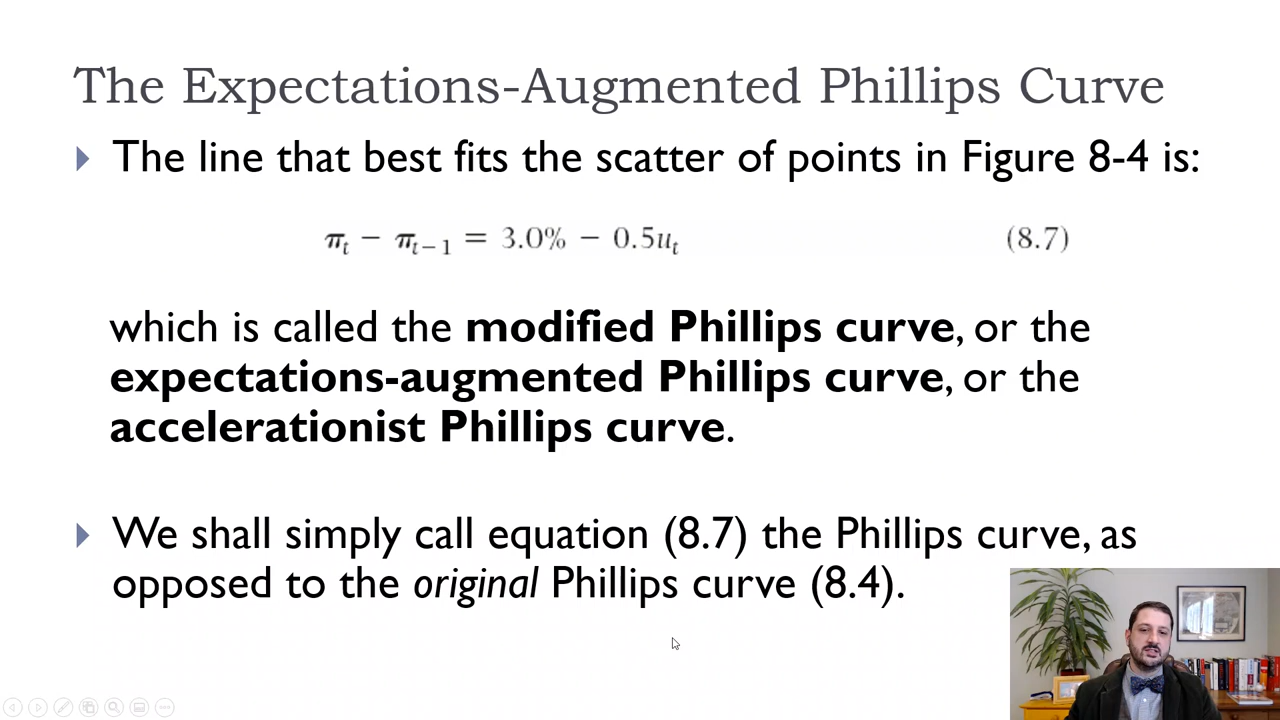 The Expectations-Augmented Phillips Curve
The line that best fits the scatter of points in Figure 8-4 is:
πₜ − πₜ₋₁ = 3.0% − 0.5uₜ (8.7)
which is called the modified Phillips curve, or the
expectations-augmented Phillips curve, or the
accelerationist Phillips curve.
We shall simply call equation (8.7) the Phillips curve, as
opposed to the original Phillips curve (8.4).